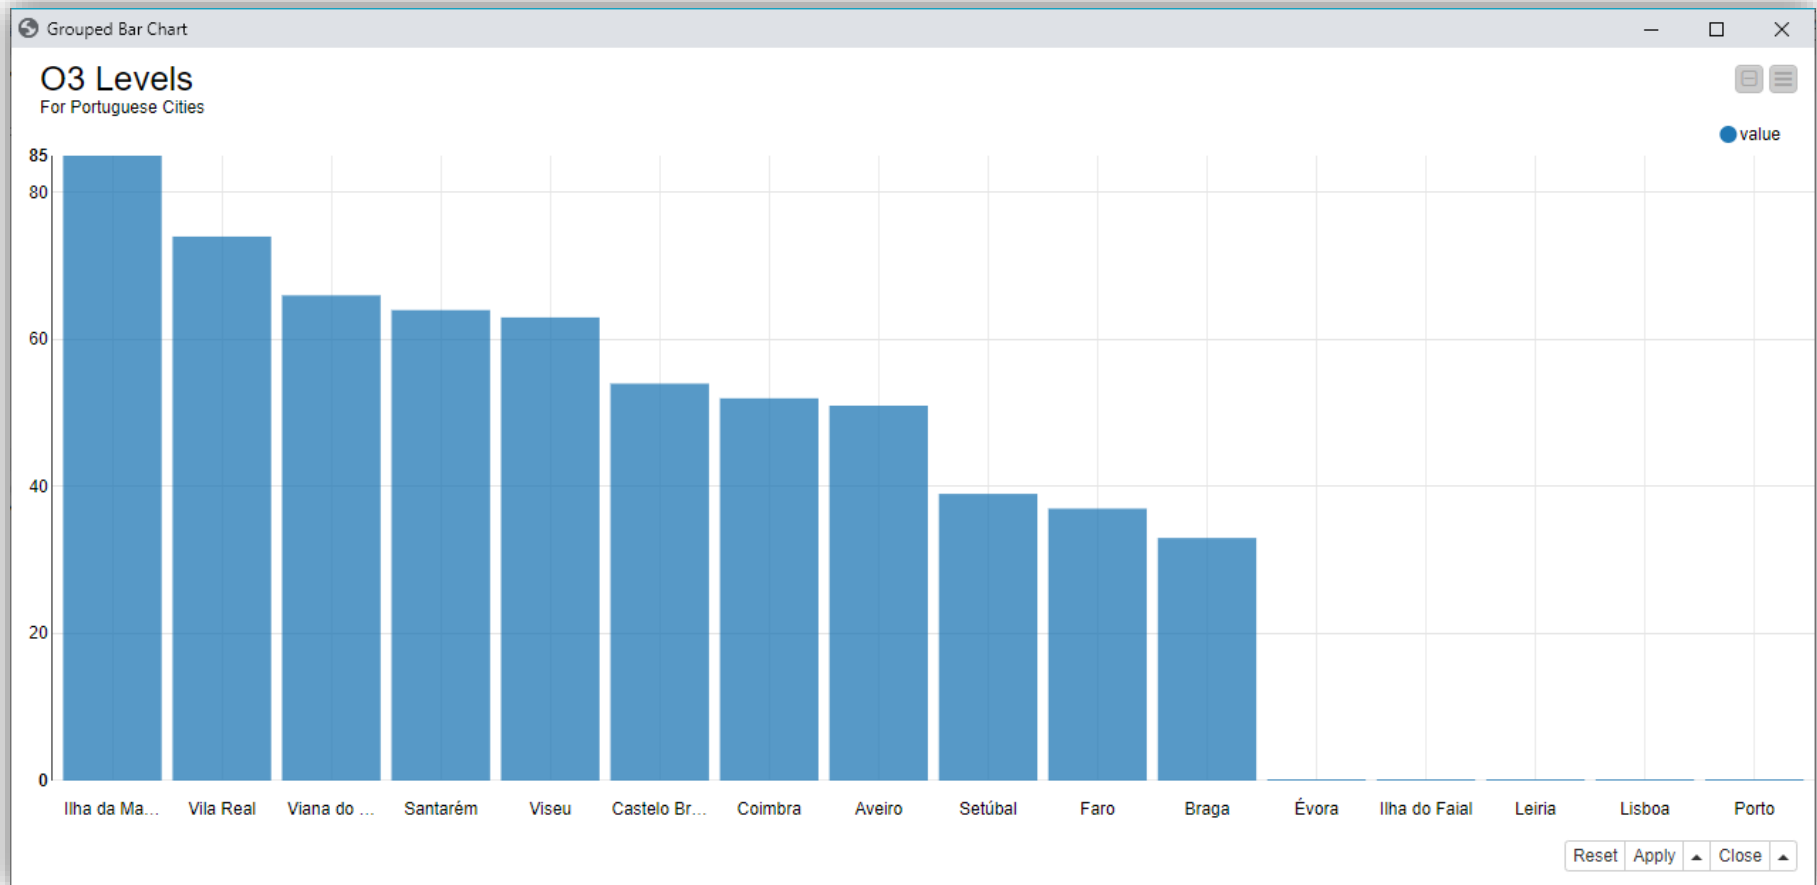 Grouped Bar Chart
O3 Levels
For Portuguese Cities
value
85
80
60
40
20
0
Ilha da Ma... Vila Real Viana do ... Santarém Viseu Castelo Br... Coimbra Aveiro Setúbal Faro Braga Évora Ilha do Faial Leiria Lisboa Porto
Reset Apply Close